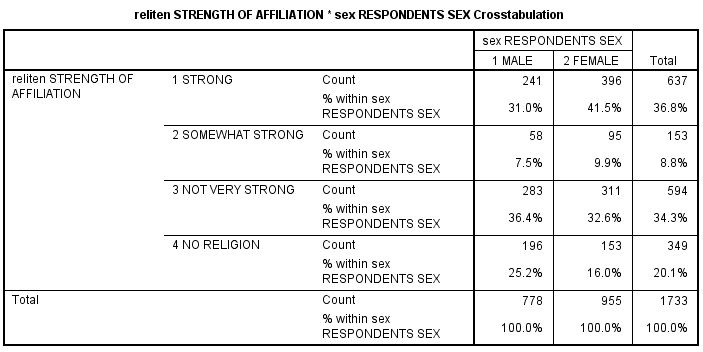 reliten STRENGTH OF AFFILIATION * sex RESPONDENTS SEX Crosstabulation
sex RESPONDENTS SEX
1 MALE 2 FEMALE Total
reliten STRENGTH OF AFFILIATION 1 STRONG Count 241 396 637
% within sex RESPONDENTS SEX 31.0% 41.5% 36.8%
2 SOMEWHAT STRONG Count 58 95 153
% within sex RESPONDENTS SEX 7.5% 9.9% 8.8%
3 NOT VERY STRONG Count 283 311 594
% within sex RESPONDENTS SEX 36.4% 32.6% 34.3%
4 NO RELIGION Count 196 153 349
% within sex RESPONDENTS SEX 25.2% 16.0% 20.1%
Total Count 778 955 1733
% within sex RESPONDENTS SEX 100.0% 100.0% 100.0%